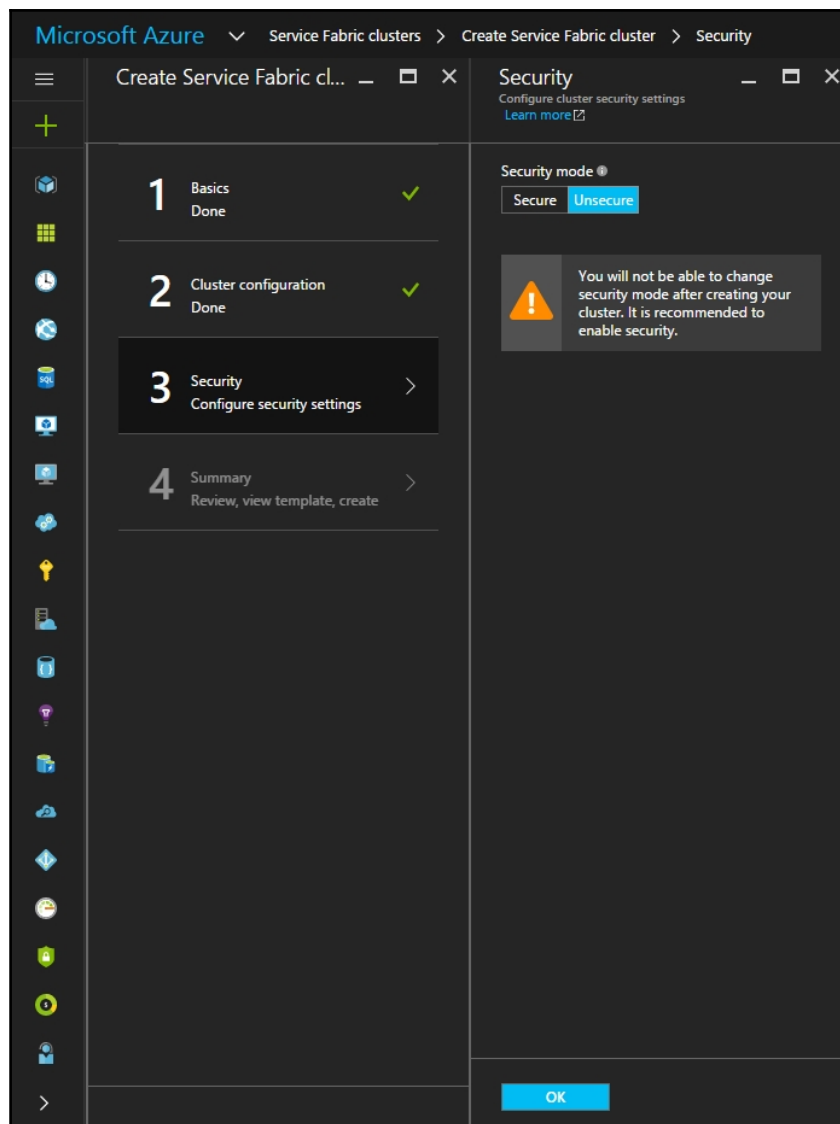 Microsoft Azure Service Fabric clusters > Create Service Fabric cluster > Security
Create Service Fabric cl...
Security
Configure cluster security settings
Learn more
1
Basics
Done
2
Cluster configuration
Done
3
Security
Configure security settings
4
Summary
Review, view template, create
Security mode
Secure Unsecure
You will not be able to change
security mode after creating your
cluster. It is recommended to
enable security.
SQL
OK